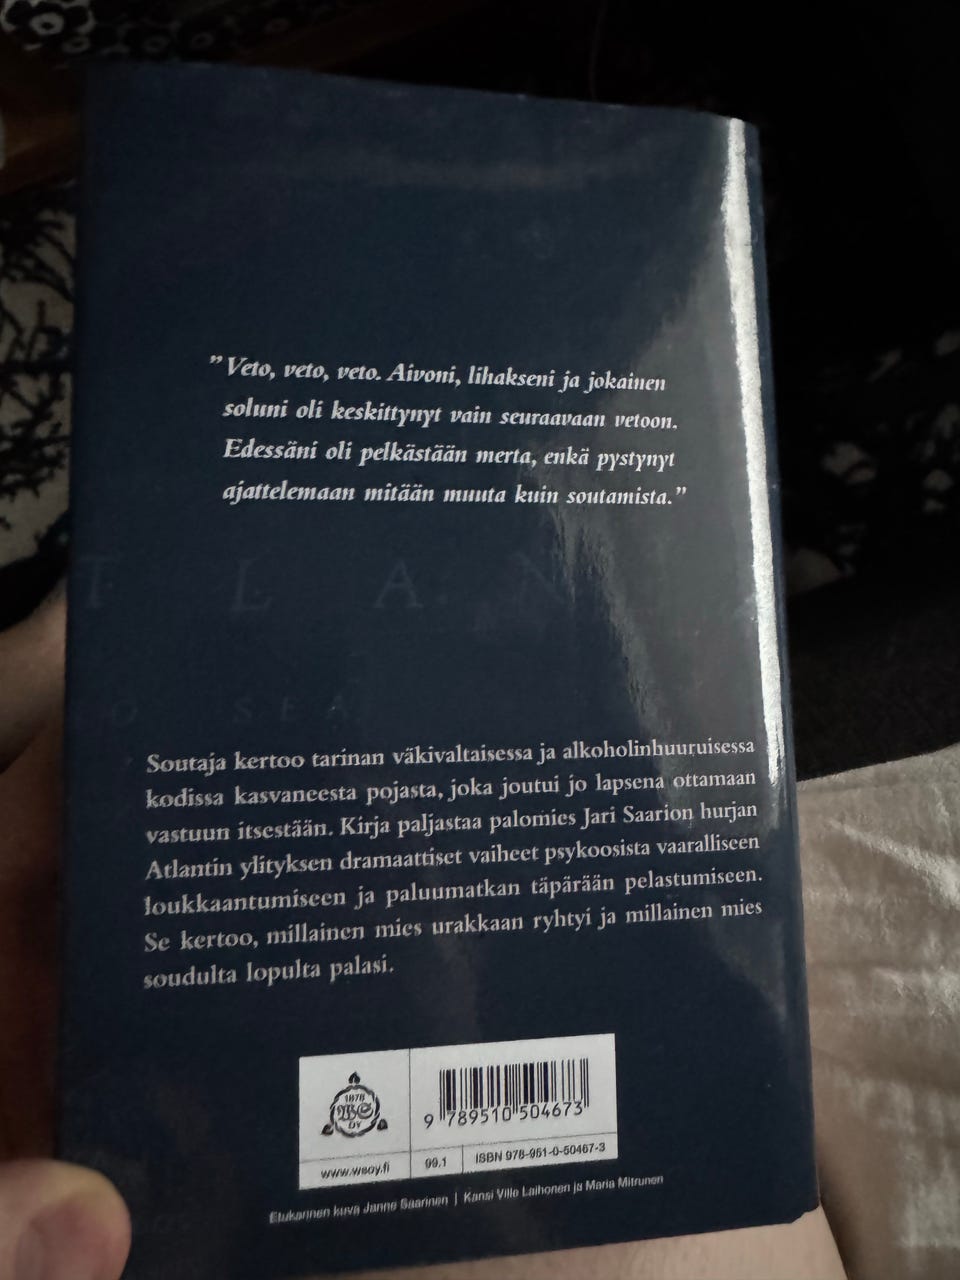 "Veto, veto, veto. Aivoni, lihakseni ja jokainen
soluni oli keskittynyt vain seuraavaan vetoon.
Edessäni oli pelkästään merta, enkä pystynyt
ajattelemaan mitään muuta kuin soutamista."
T L A N
O SEA
Soutaja kertoo tarinan väkivaltaisessa ja alkoholinhuuruisessa
kodissa kasvaneesta pojasta, joka joutui jo lapsena ottamaan
vastuun itsestään. Kirja paljastaa palomies Jari Saarion hurjan
Atlantin ylityksen dramaattiset vaiheet psykoosista vaaralliseen
loukkaantumiseen ja paluumatkan täpärään pelastumiseen.
Se kertoo, millainen mies urakkaan ryhtyi ja millainen mies
soudulta lopulta palasi.
1878
WS
OY
9 789510 504673
www.wsoy.fi
99.1
ISBN 978-951-0-50467-3
Etukannen kuva Janne Saarinen | Kansi Ville Laihonen ja Maria Mitrunen